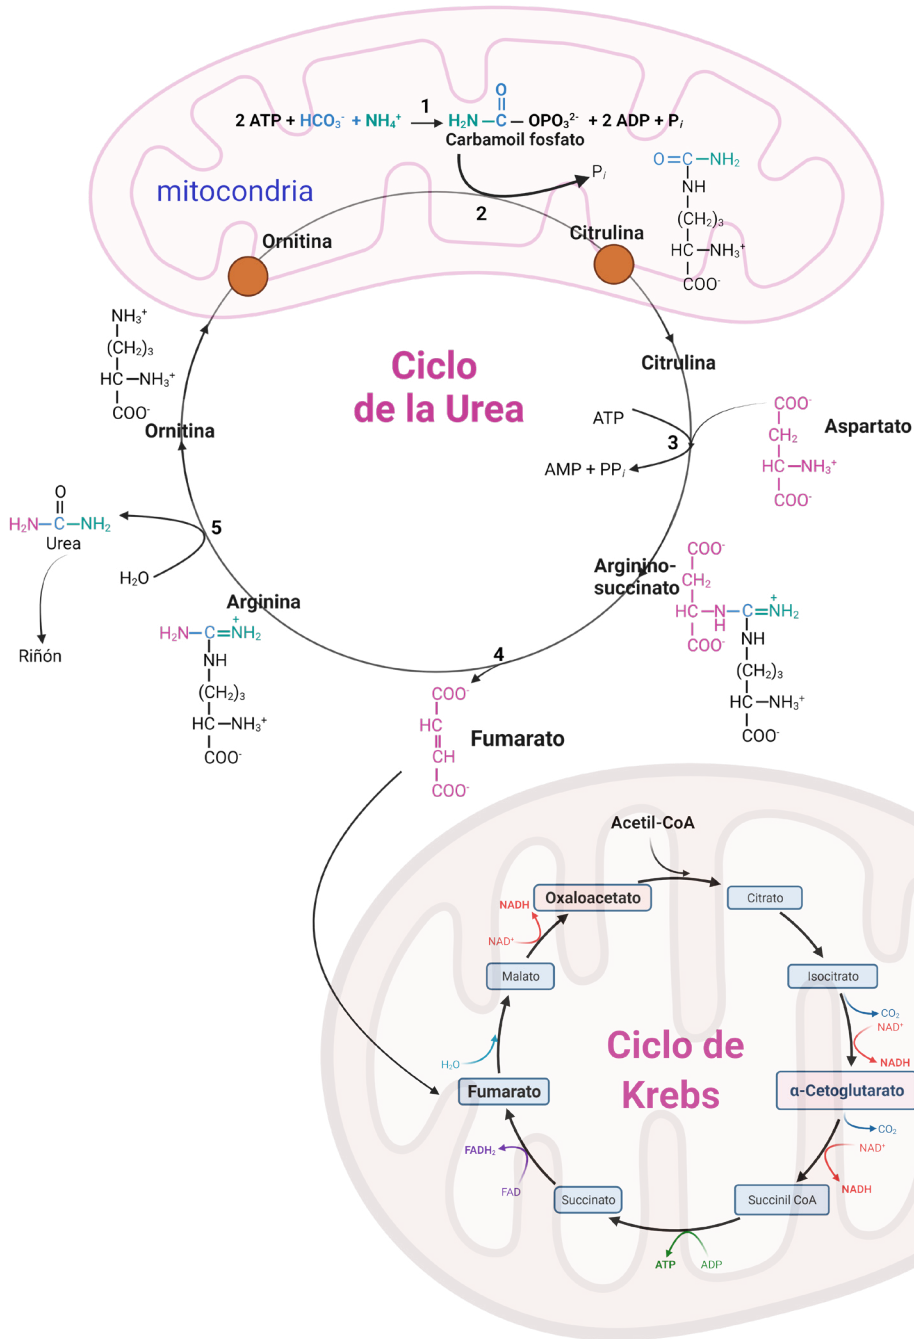 1
2 ATP + HCO₃⁻ + NH₄⁺ → H₂N — C — OPO₃²⁻ + 2 ADP + Pᵢ
O
Carbamoil fosfato
mitocondria
Pᵢ
2
Ornitina
Citrulina
O=C—NH₂
NH
(CH₂)₃
HC—NH₃⁺
COO⁻
NH₃⁺
(CH₂)₃
HC—NH₃⁺
COO⁻
Ornitina
Ciclo
de la Urea
Citrulina
ATP
3
AMP + PPᵢ
COO⁻
CH₂
HC—NH₃⁺
COO⁻
Aspartato
O
H₂N—C—NH₂
Urea
5
H₂O
Riñón
Arginino-
succinato
COO⁻
CH₂
HC—N—C=NH₂
+
H
COO⁻
NH
(CH₂)₃
HC—NH₃⁺
COO⁻
Arginina
+
H₂N—C=NH₂
NH
(CH₂)₃
HC—NH₃⁺
COO⁻
4
COO⁻
HC
CH
COO⁻
Fumarato
Acetil-CoA
Oxaloacetato
Citrato
NADH
NAD⁺
Malato
Isocitrato
CO₂
NAD⁺
NADH
Ciclo de
Krebs
H₂O
Fumarato
α-Cetoglutarato
CO₂
NAD⁺
NADH
FADH₂
FAD
Succinato
Succinil CoA
ATP
ADP